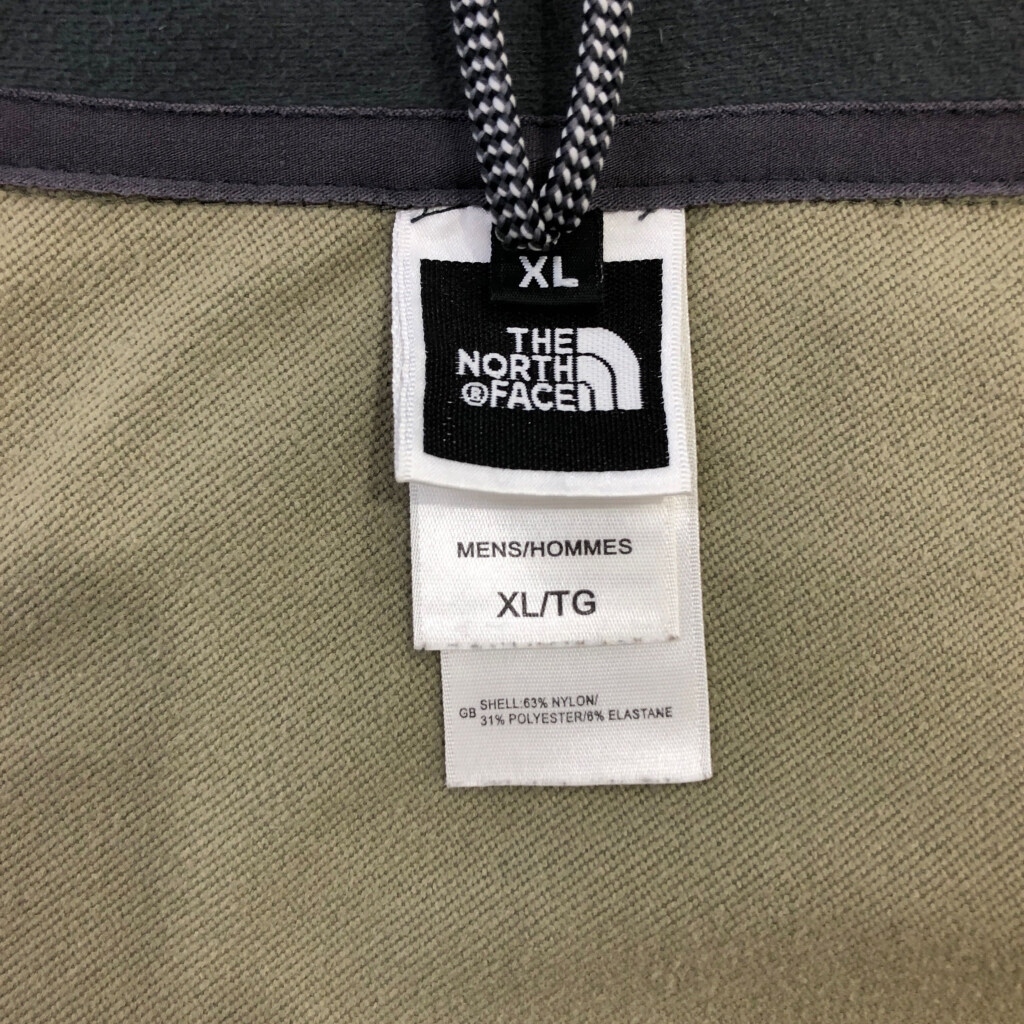 XL
THE
NORTH
®FACE
MENS/HOMMES
XL/TG
GB SHELL:63% NYLON/
31% POLYESTER/6% ELASTANE